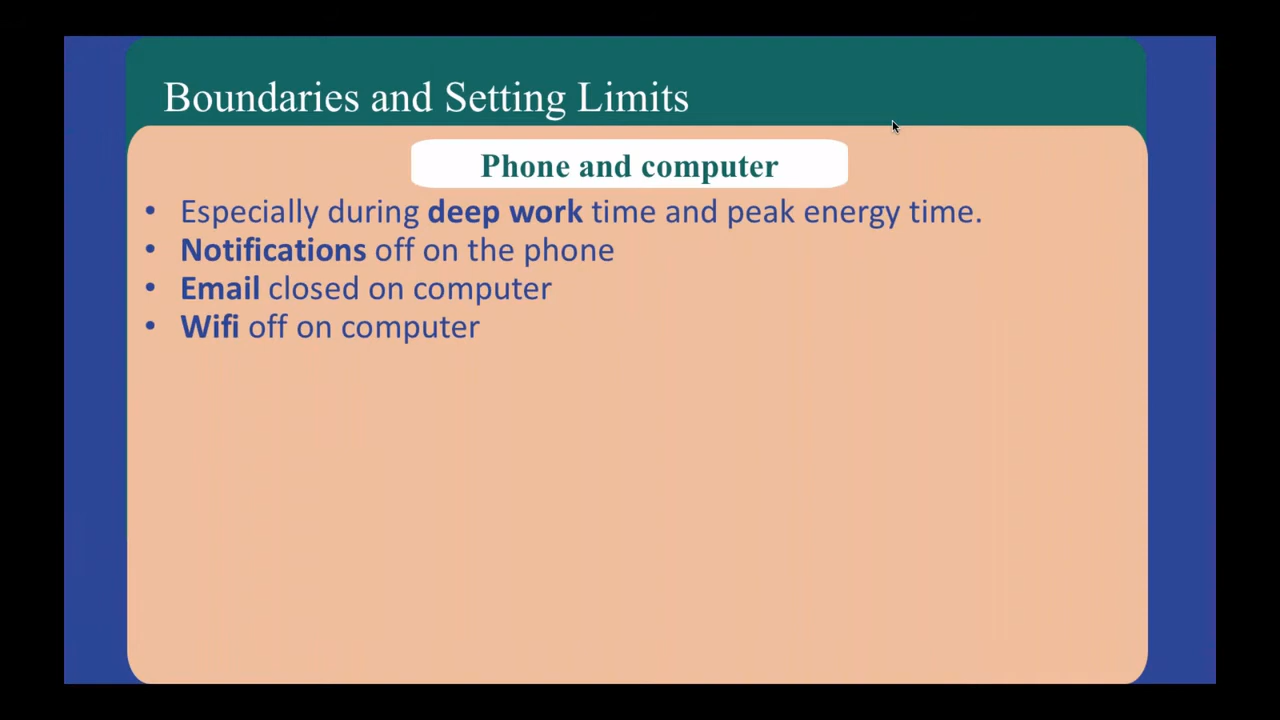 Boundaries and Setting Limits
Phone and computer
• Especially during deep work time and peak energy time.
• Notifications off on the phone
• Email closed on computer
• Wifi off on computer